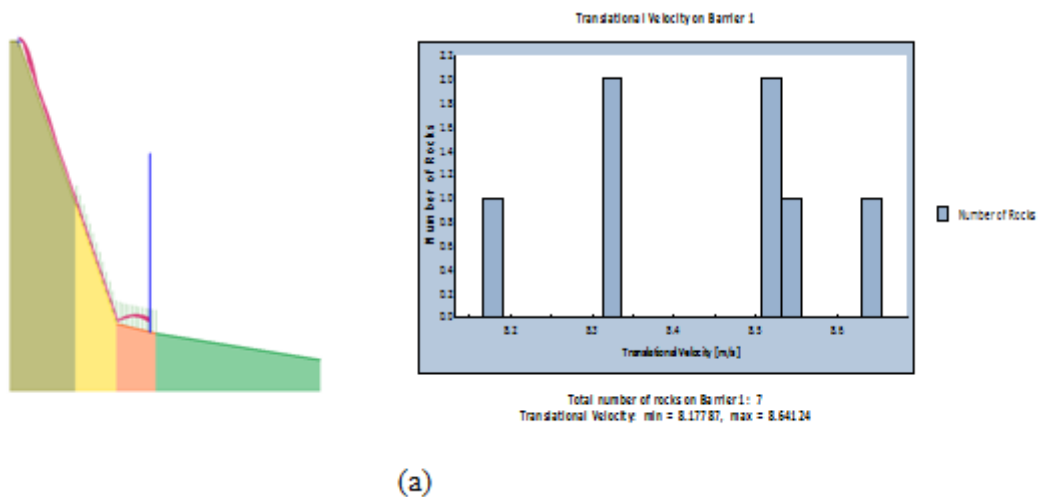 Translational Velocity on Barrier 1
2.2
2.0
1.8
1.6
1.4
1.2
1.0
0.8
0.6
0.4
0.2
0.0
Number of Rocks
8.2 8.3 8.4 8.5 8.6
Translational Velocity [m/s]
Number of Rocks
Total number of rocks on Barrier 1: 7
Translational Velocity: min = 8.17787, max = 8.64124
(a)